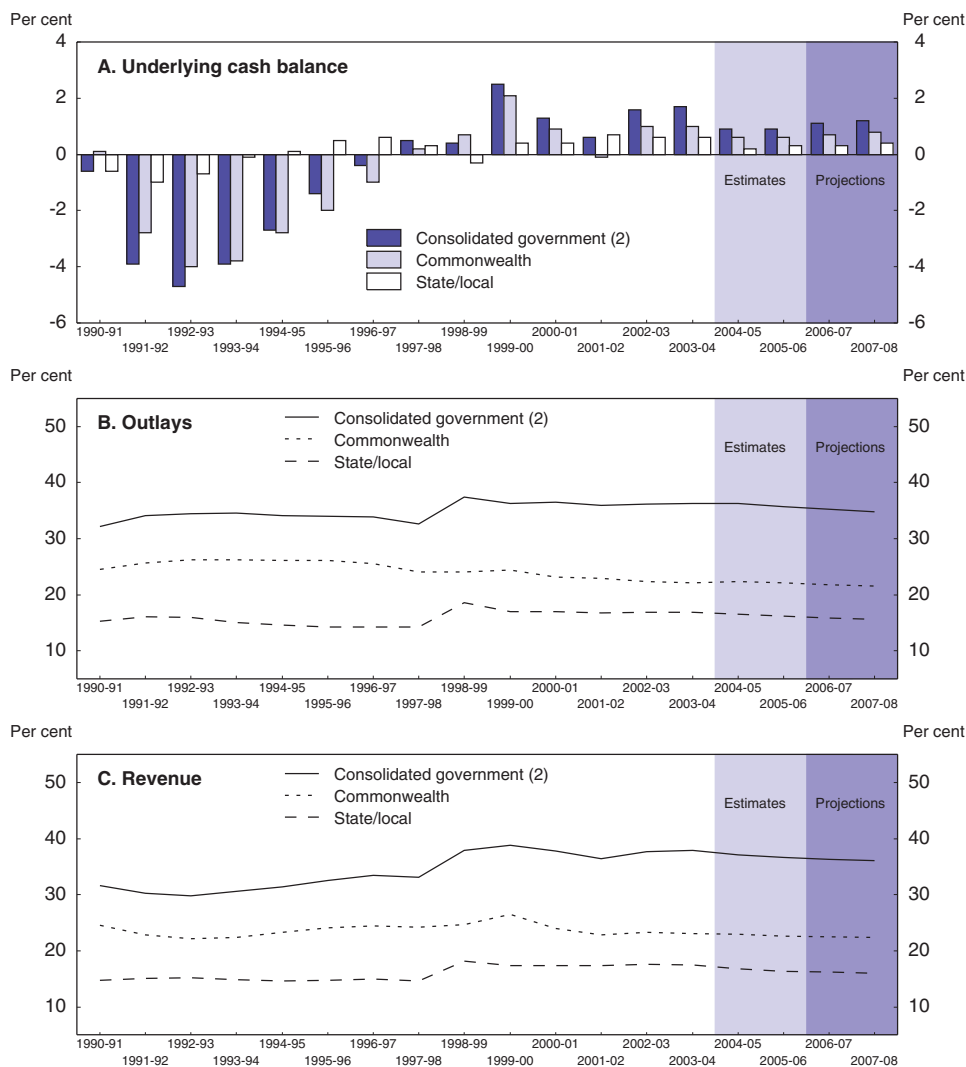 Per cent Per cent
4 4
A. Underlying cash balance
2 2
0 0
Estimates Projections
-2 -2
Consolidated government (2)
-4 Commonwealth -4
State/local
-6 -6
1990-91 1992-93 1994-95 1996-97 1998-99 2000-01 2002-03 2004-05 2006-07
1991-92 1993-94 1995-96 1997-98 1999-00 2001-02 2003-04 2005-06 2007-08
Per cent Per cent
50 B. Outlays Consolidated government (2) 50
Commonwealth Estimates Projections
State/local
40 40
30 30
20 20
10 10
1990-91 1992-93 1994-95 1996-97 1998-99 2000-01 2002-03 2004-05 2006-07
1991-92 1993-94 1995-96 1997-98 1999-00 2001-02 2003-04 2005-06 2007-08
Per cent Per cent
50 C. Revenue Consolidated government (2) 50
Commonwealth Estimates Projections
State/local
40 40
30 30
20 20
10 10
1990-91 1992-93 1994-95 1996-97 1998-99 2000-01 2002-03 2004-05 2006-07
1991-92 1993-94 1995-96 1997-98 1999-00 2001-02 2003-04 2005-06 2007-08